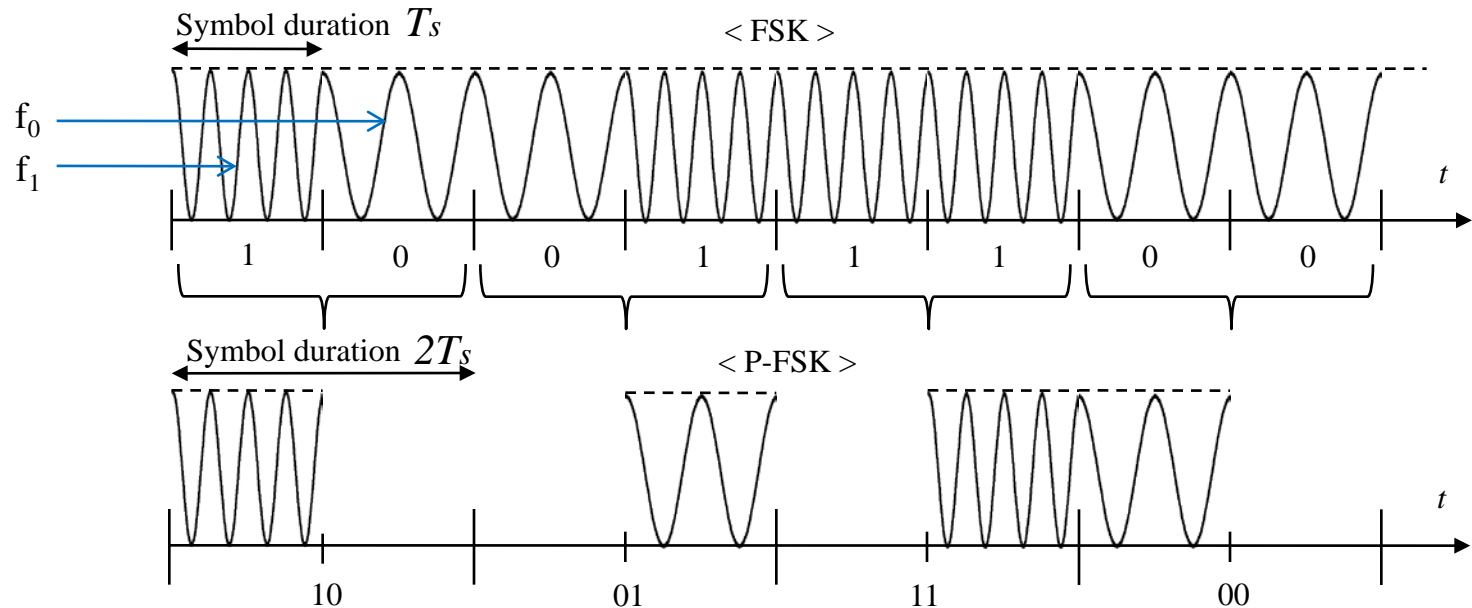 Symbol duration Ts
< FSK >
f0
f1
t
1 0 0 1 1 1 0 0
Symbol duration 2Ts
< P-FSK >
t
10 01 11 00